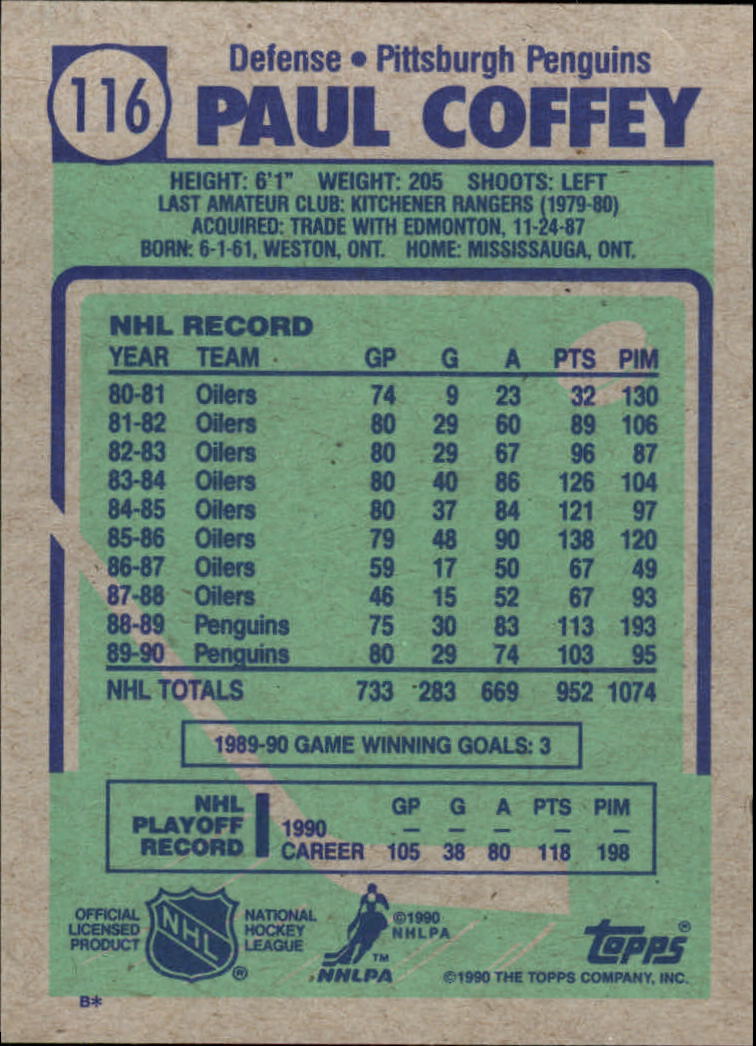 116
Defense • Pittsburgh Penguins
PAUL COFFEY
HEIGHT: 6'1" WEIGHT: 205 SHOOTS: LEFT
LAST AMATEUR CLUB: KITCHENER RANGERS (1979-80)
ACQUIRED: TRADE WITH EDMONTON, 11-24-87
BORN: 6-1-61, WESTON, ONT. HOME: MISSISSAUGA, ONT.
NHL RECORD
YEAR TEAM GP G A PTS PIM
80-81 Oilers 74 9 23 32 130
81-82 Oilers 80 29 60 89 106
82-83 Oilers 80 29 67 96 87
83-84 Oilers 80 40 86 126 104
84-85 Oilers 80 37 84 121 97
85-86 Oilers 79 48 90 138 120
86-87 Oilers 59 17 50 67 49
87-88 Oilers 46 15 52 67 93
88-89 Penguins 75 30 83 113 193
89-90 Penguins 80 29 74 103 95
NHL TOTALS 733 283 669 952 1074
1989-90 GAME WINNING GOALS: 3
NHL PLAYOFF RECORD
GP G A PTS PIM
1990 — — — — —
CAREER 105 38 80 118 198
OFFICIAL
LICENSED
PRODUCT
NHL
®
NATIONAL
HOCKEY
LEAGUE
TM
NHLPA
©1990
NHLPA
topps®
©1990 THE TOPPS COMPANY, INC.
B*